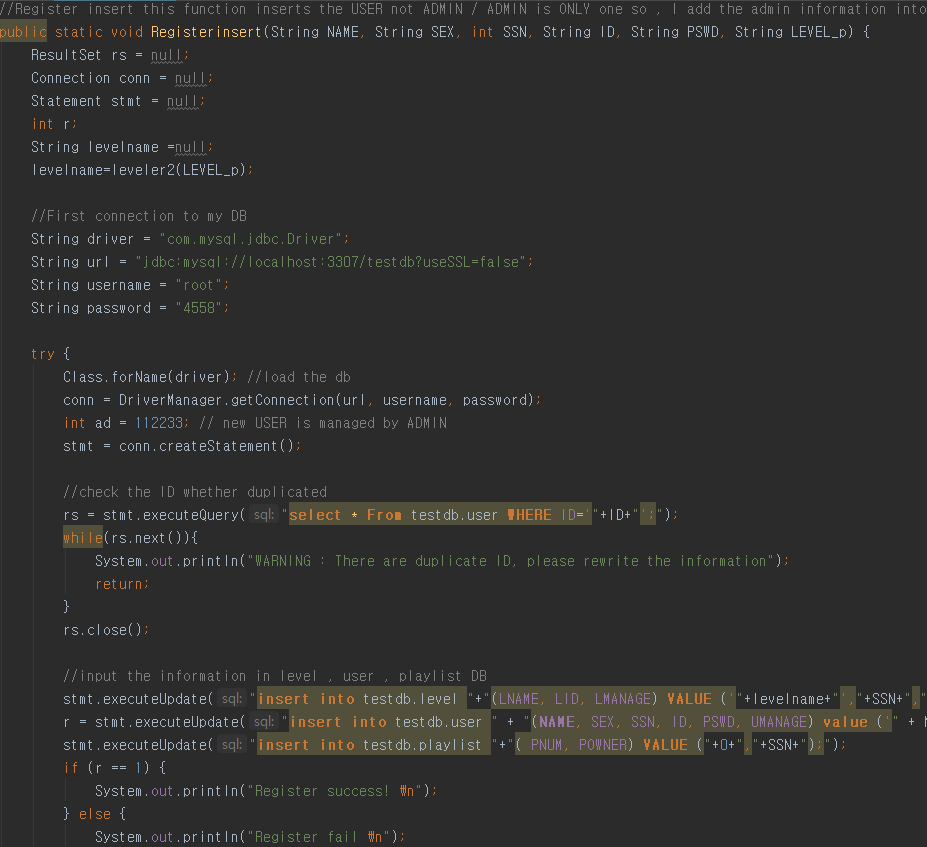 //Register insert this function inserts the USER not ADMIN / ADMIN is ONLY one so , I add the admin information into
public static void Registerinsert(String NAME, String SEX, int SSN, String ID, String PSWD, String LEVEL_p) {
ResultSet rs = null;
Connection conn = null;
Statement stmt = null;
int r;
String levelname =null;
levelname=leveler2(LEVEL_p);
//First connection to my DB
String driver = "com.mysql.jdbc.Driver";
String url = "jdbc:mysql://localhost:3307/testdb?useSSL=false";
String username = "root";
String password = "4558";
try {
Class.forName(driver); //load the db
conn = DriverManager.getConnection(url, username, password);
int ad = 112233; // new USER is managed by ADMIN
stmt = conn.createStatement();
//check the ID whether duplicated
rs = stmt.executeQuery( sql: "select * From testdb.user WHERE ID='"+ID+"';");
while(rs.next()){
System.out.println("WARNING : There are duplicate ID, please rewrite the information");
return;
}
rs.close();
//input the information in level , user , playlist DB
stmt.executeUpdate( sql: "insert into testdb.level "+"(LNAME, LID, LMANAGE) VALUE ('"+levelname+"',"+SSN+","
r = stmt.executeUpdate( sql: "insert into testdb.user " + "(NAME, SEX, SSN, ID, PSWD, UMANAGE) value ('" + N
stmt.executeUpdate( sql: "insert into testdb.playlist "+"( PNUM, POWNER) VALUE ("+0+","+SSN+");");
if (r == 1) {
System.out.println("Register success! ₩n");
} else {
System.out.println("Register fail ₩n");